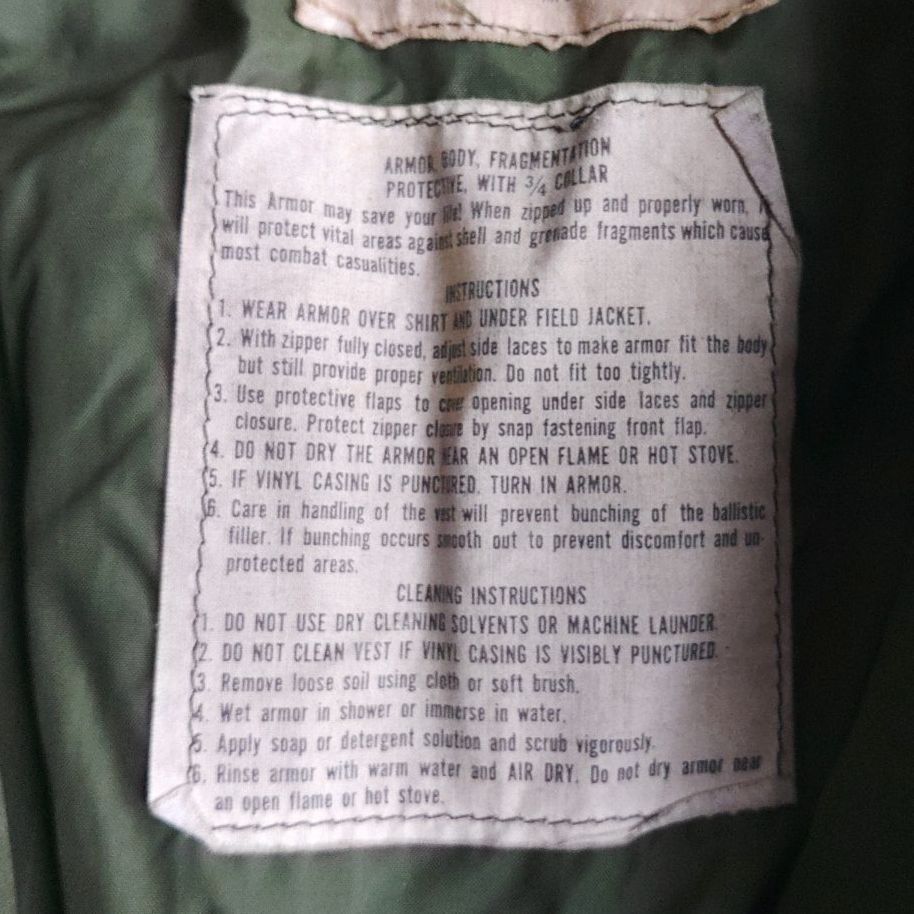 ARMOR BODY, FRAGMENTATION
PROTECTIVE, WITH 3/4 COLLAR
This Armor may save your life! When zipped up and properly worn,
will protect vital areas against shell and grenade fragments which cause
most combat casualities.
INSTRUCTIONS
1. WEAR ARMOR OVER SHIRT AND UNDER FIELD JACKET.
2. With zipper fully closed, adjust side laces to make armor fit the body
but still provide proper ventilation. Do not fit too tightly.
3. Use protective flaps to cover opening under side laces and zipper
closure. Protect zipper closure by snap fastening front flap.
4. DO NOT DRY THE ARMOR NEAR AN OPEN FLAME OR HOT STOVE.
5. IF VINYL CASING IS PUNCTURED, TURN IN ARMOR.
6. Care in handling of the vest will prevent bunching of the ballistic
filler. If bunching occurs smooth out to prevent discomfort and un-
protected areas.
CLEANING INSTRUCTIONS
1. DO NOT USE DRY CLEANING SOLVENTS OR MACHINE LAUNDER.
2. DO NOT CLEAN VEST IF VINYL CASING IS VISIBLY PUNCTURED.
3. Remove loose soil using cloth or soft brush.
4. Wet armor in shower or immerse in water.
5. Apply soap or detergent solution and scrub vigorously.
6. Rinse armor with warm water and AIR DRY. Do not dry armor near
an open flame or hot stove.